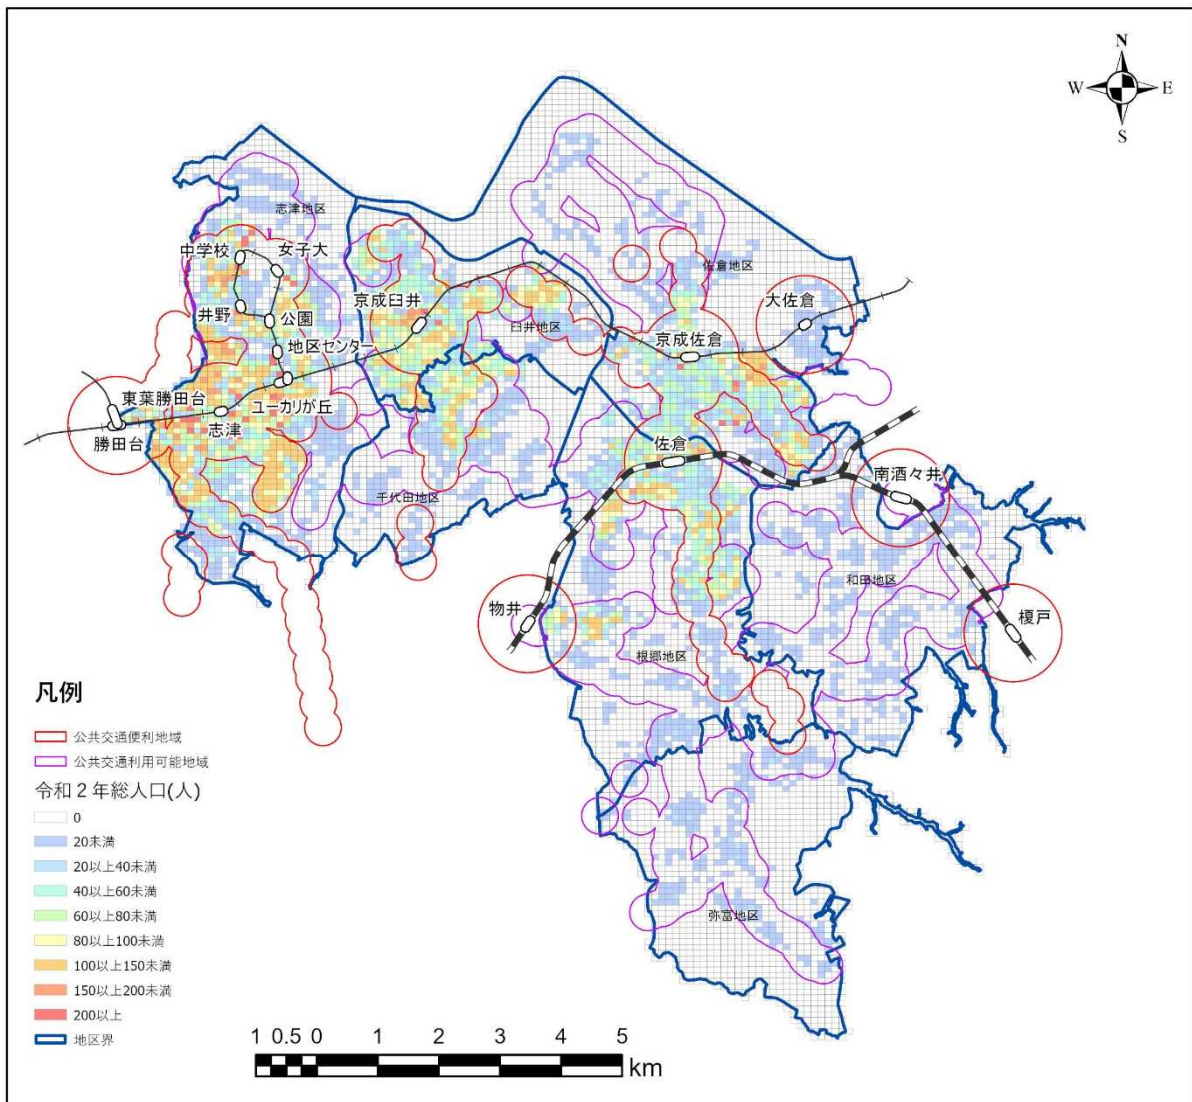 N
W
E
S
志津地区
中学校
女子大
佐倉地区
大佐倉
京成臼井
井野
公園
臼井地区
地区センター
京成佐倉
東葉勝田台
ユーカリが丘
勝田台
志津
佐倉
南酒々井
千代田地区
和田地区
物井
榎戸
根郷地区
弥富地区
凡例
公共交通便利地域
公共交通利用可能地域
令和2年総人口(人)
0
20未満
20以上40未満
40以上60未満
60以上80未満
80以上100未満
100以上150未満
150以上200未満
200以上
地区界
1 0.5 0 1 2 3 4 5
km